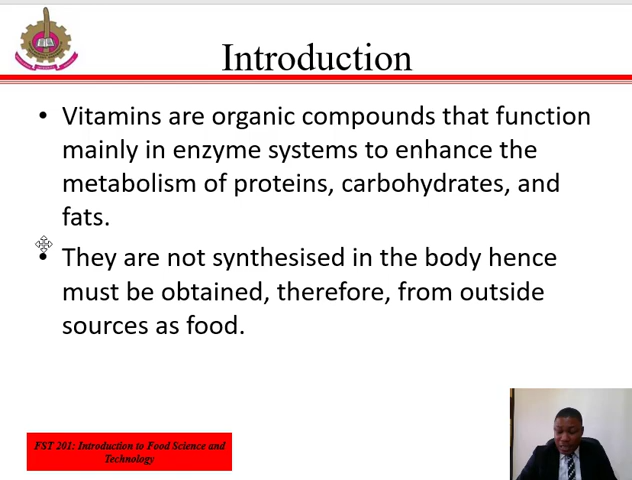 Introduction
• Vitamins are organic compounds that function
mainly in enzyme systems to enhance the
metabolism of proteins, carbohydrates, and
fats.
• They are not synthesised in the body hence
must be obtained, therefore, from outside
sources as food.
FST 201: Introduction to Food Science and
Technology